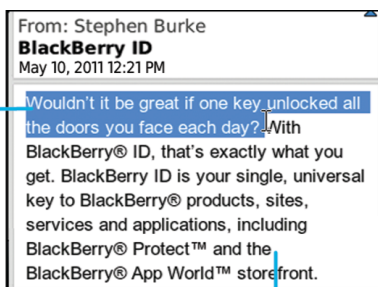 From: Stephen Burke
BlackBerry ID
May 10, 2011 12:21 PM
Wouldn't it be great if one key unlocked all
the doors you face each day? With
BlackBerry® ID, that's exactly what you
get. BlackBerry ID is your single, universal
key to BlackBerry® products, sites,
services and applications, including
BlackBerry® Protect™ and the
BlackBerry® App World™ storefront.